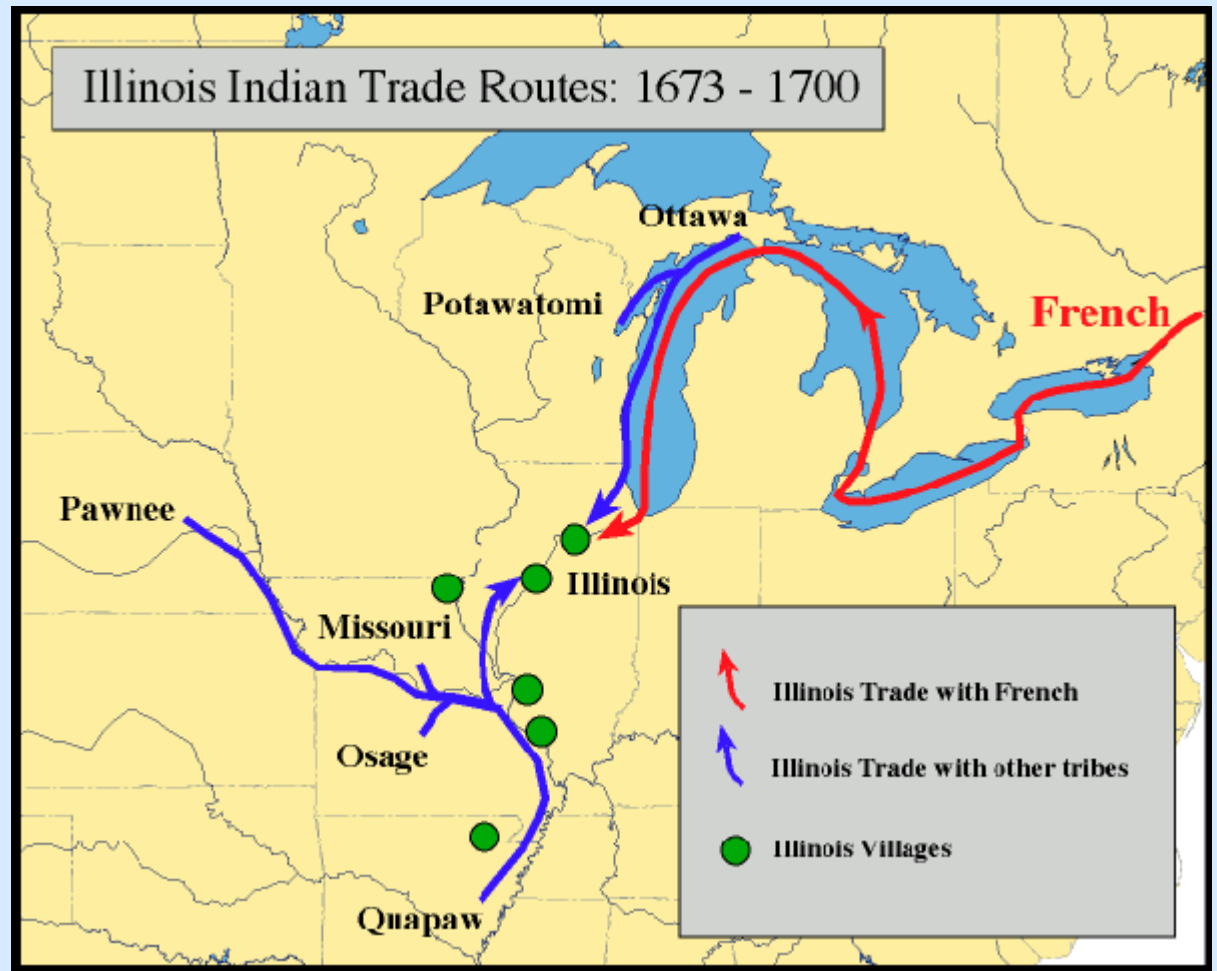 Illinois Indian Trade Routes: 1673 - 1700
Ottawa
Potawatomi
French
Pawnee
Illinois
Missouri
Osage
Quapaw
Illinois Trade with French
Illinois Trade with other tribes
Illinois Villages